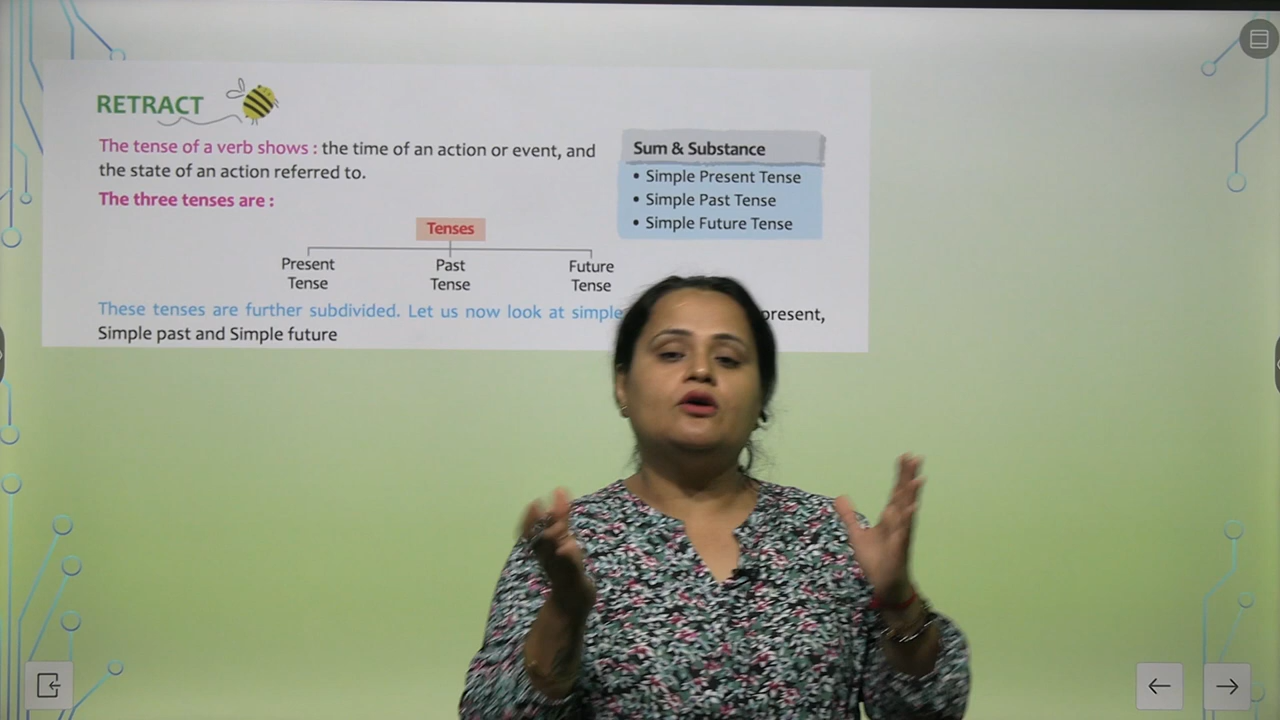 RETRACT
The tense of a verb shows : the time of an action or event, and
the state of an action referred to.
The three tenses are :
Sum & Substance
• Simple Present Tense
• Simple Past Tense
• Simple Future Tense
Tenses
Present Tense
Past Tense
Future Tense
These tenses are further subdivided. Let us now look at simple present,
Simple past and Simple future